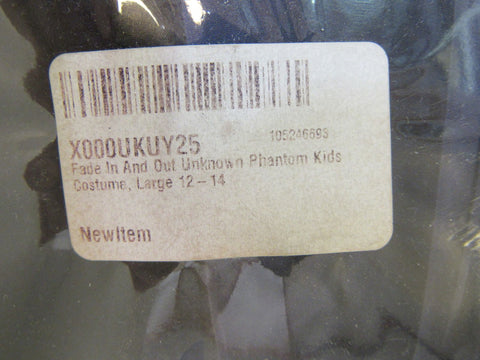 X000UKUY25 105246693
Fade In And Out Unknown Phantom Kids
Costume, Large 12-14
NewItem